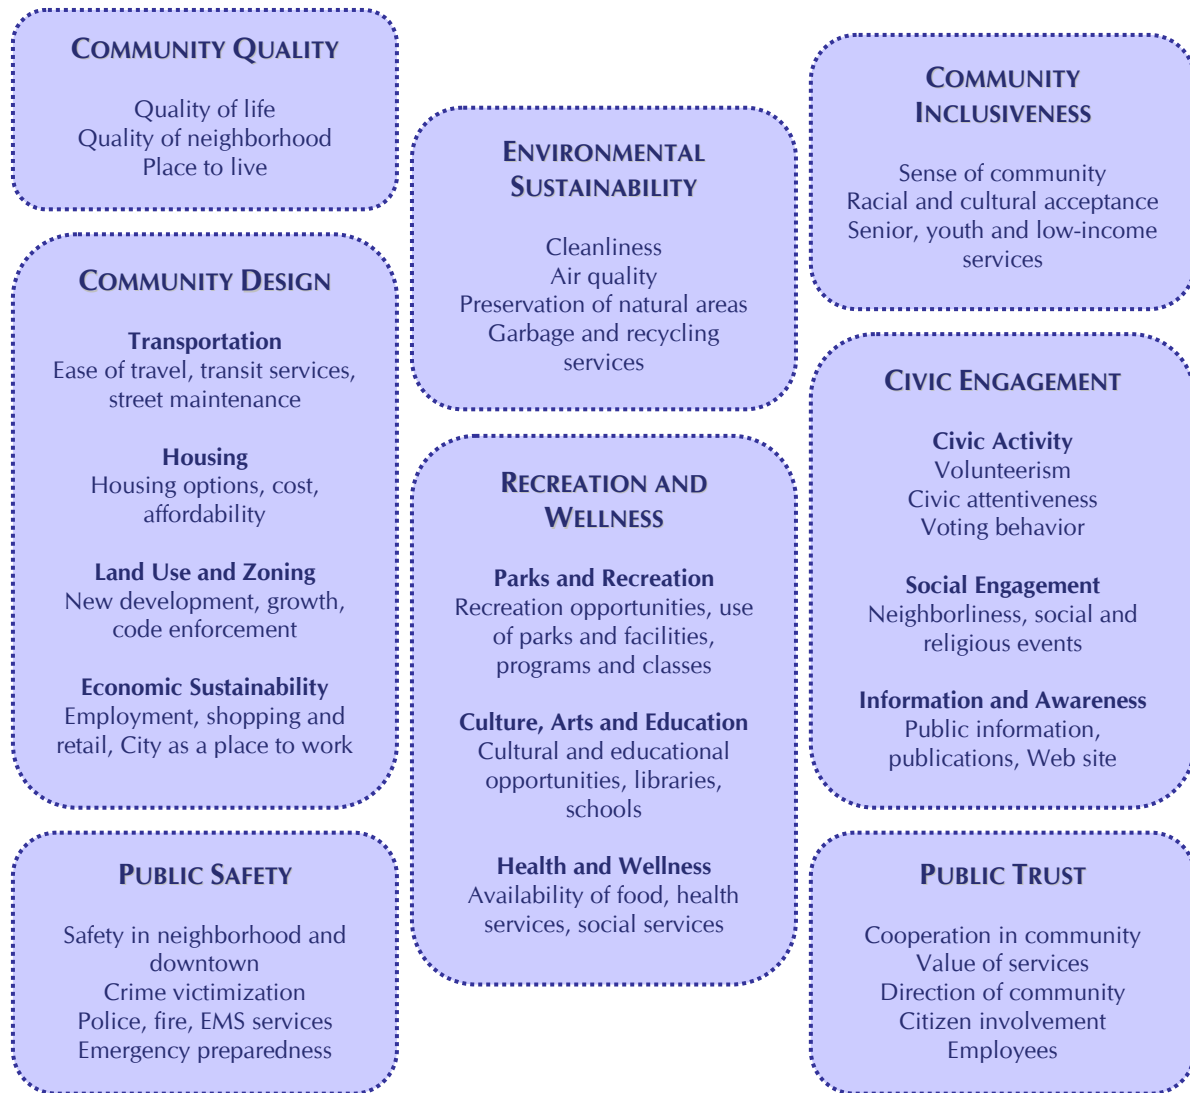 COMMUNITY QUALITY
Quality of life
Quality of neighborhood
Place to live
COMMUNITY DESIGN
Transportation
Ease of travel, transit services,
street maintenance
Housing
Housing options, cost,
affordability
Land Use and Zoning
New development, growth,
code enforcement
Economic Sustainability
Employment, shopping and
retail, City as a place to work
PUBLIC SAFETY
Safety in neighborhood and
downtown
Crime victimization
Police, fire, EMS services
Emergency preparedness
ENVIRONMENTAL
SUSTAINABILITY
Cleanliness
Air quality
Preservation of natural areas
Garbage and recycling
services
RECREATION AND
WELLNESS
Parks and Recreation
Recreation opportunities, use
of parks and facilities,
programs and classes
Culture, Arts and Education
Cultural and educational
opportunities, libraries,
schools
Health and Wellness
Availability of food, health
services, social services
COMMUNITY
INCLUSIVENESS
Sense of community
Racial and cultural acceptance
Senior, youth and low-income
services
CIVIC ENGAGEMENT
Civic Activity
Volunteerism
Civic attentiveness
Voting behavior
Social Engagement
Neighborliness, social and
religious events
Information and Awareness
Public information,
publications, Web site
PUBLIC TRUST
Cooperation in community
Value of services
Direction of community
Citizen involvement
Employees